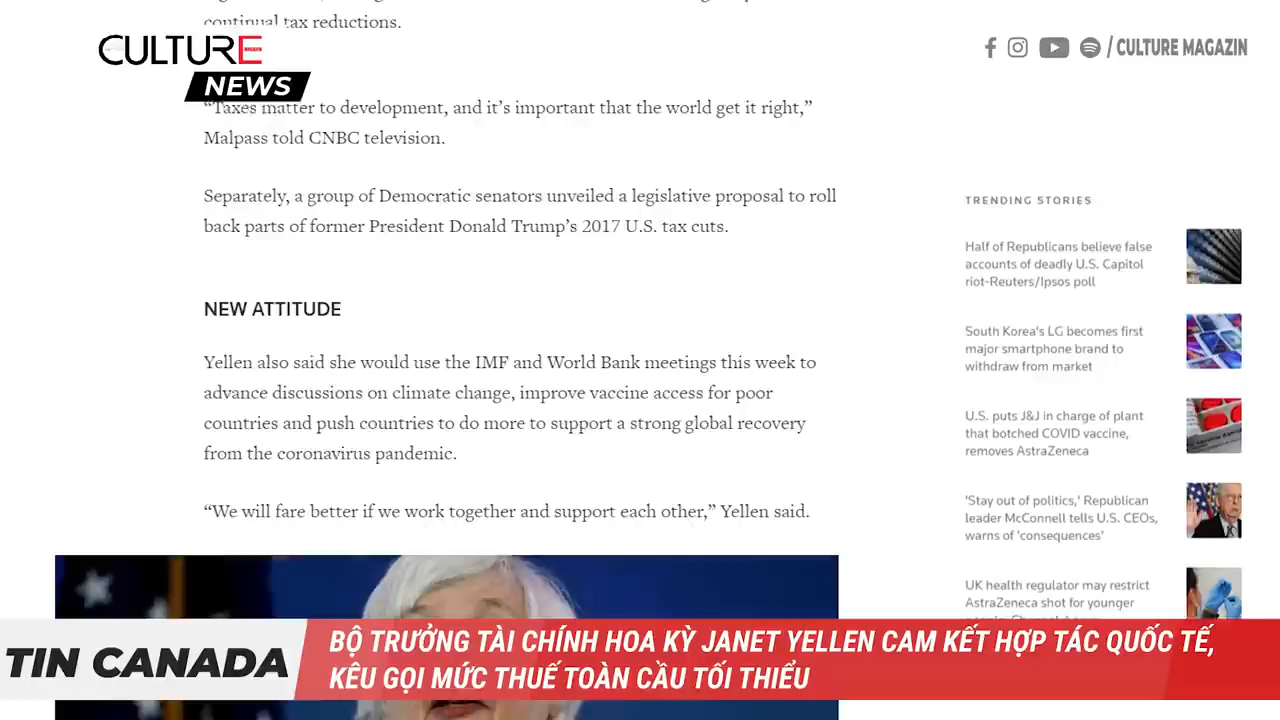 continual tax reductions.
CULTURE
NEWS
/ CULTURE MAGAZIN
“Taxes matter to development, and it’s important that the world get it right,”
Malpass told CNBC television.
Separately, a group of Democratic senators unveiled a legislative proposal to roll
back parts of former President Donald Trump’s 2017 U.S. tax cuts.
NEW ATTITUDE
Yellen also said she would use the IMF and World Bank meetings this week to
advance discussions on climate change, improve vaccine access for poor
countries and push countries to do more to support a strong global recovery
from the coronavirus pandemic.
“We will fare better if we work together and support each other,” Yellen said.
TRENDING STORIES
Half of Republicans believe false
accounts of deadly U.S. Capitol
riot-Reuters/Ipsos poll
South Korea's LG becomes first
major smartphone brand to
withdraw from market
U.S. puts J&J in charge of plant
that botched COVID vaccine,
removes AstraZeneca
'Stay out of politics,' Republican
leader McConnell tells U.S. CEOs,
warns of 'consequences'
UK health regulator may restrict
AstraZeneca shot for younger
TIN CANADA
BỘ TRƯỞNG TÀI CHÍNH HOA KỲ JANET YELLEN CAM KẾT HỢP TÁC QUỐC TẾ,
KÊU GỌI MỨC THUẾ TOÀN CẦU TỐI THIỂU